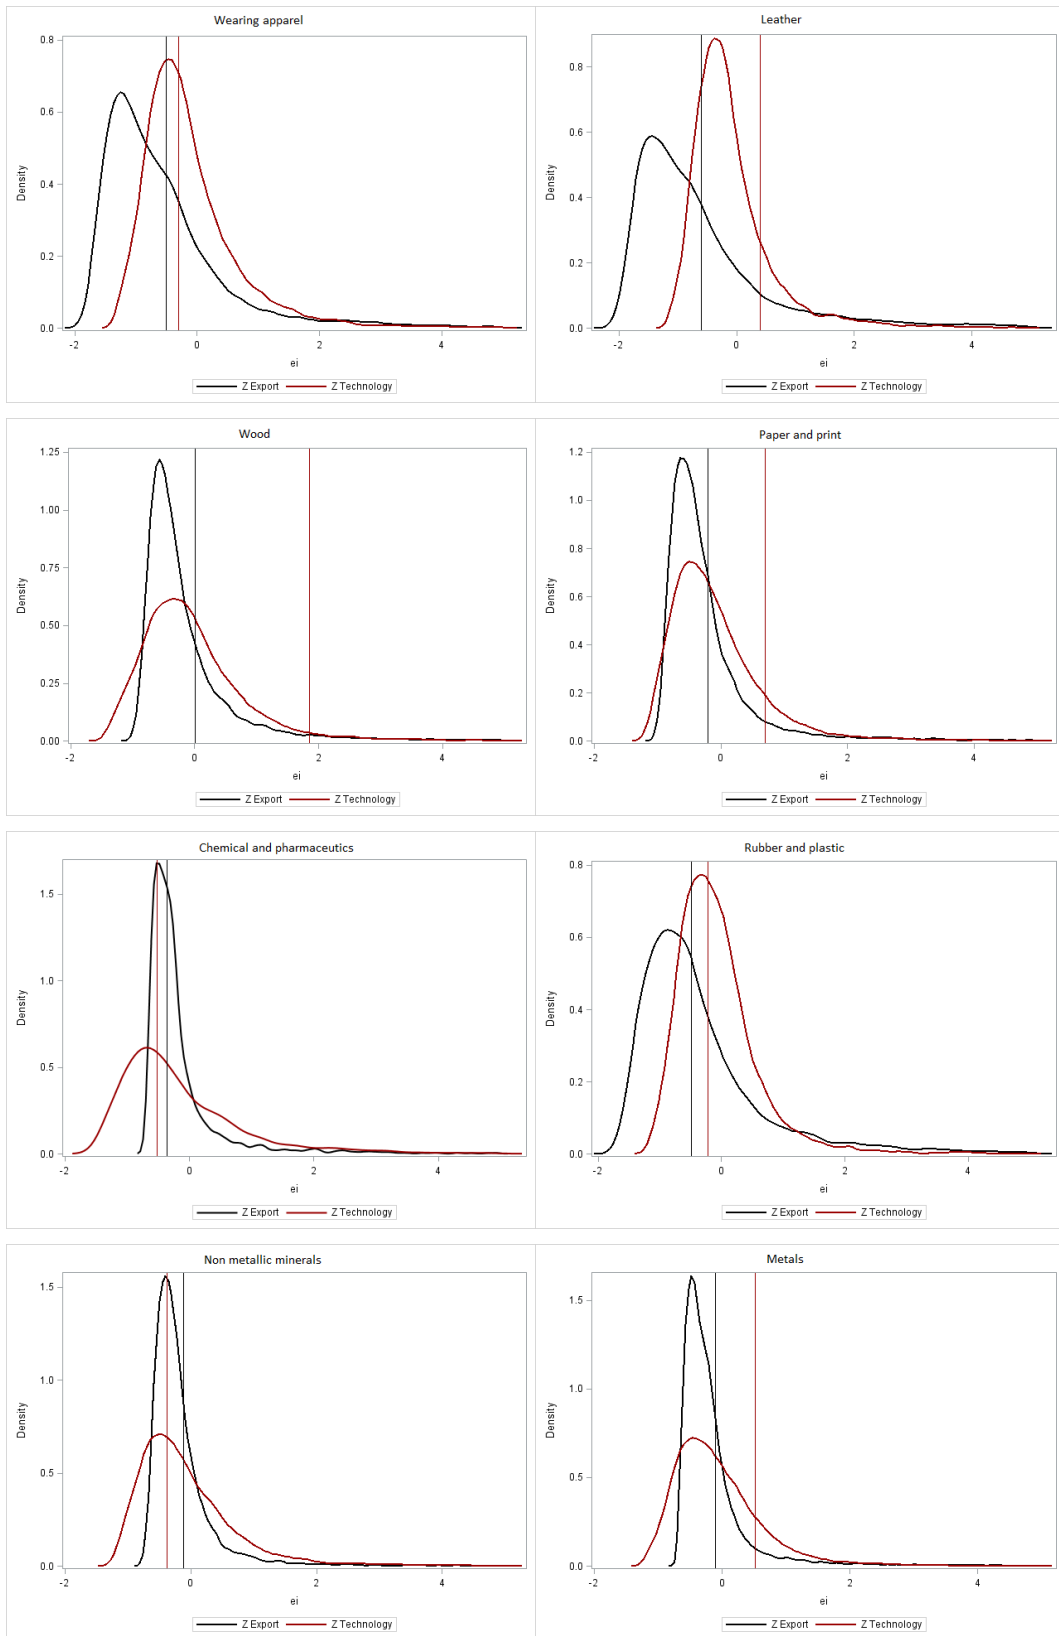 Wearing apparel
0.8
0.6
0.4
0.2
0.0
Density
-2
0
2
4
ei
Z Export
Z Technology
Leather
0.8
0.6
0.4
0.2
0.0
Density
-2
0
2
4
ei
Z Export
Z Technology
Wood
1.25
1.00
0.75
0.50
0.25
0.00
Density
-2
0
2
4
ei
Z Export
Z Technology
Paper and print
1.2
1.0
0.8
0.6
0.4
0.2
0.0
Density
-2
0
2
4
ei
Z Export
Z Technology
Chemical and pharmaceutics
1.5
1.0
0.5
0.0
Density
-2
0
2
4
ei
Z Export
Z Technology
Rubber and plastic
0.8
0.6
0.4
0.2
0.0
Density
-2
0
2
4
ei
Z Export
Z Technology
Non metallic minerals
1.5
1.0
0.5
0.0
Density
-2
0
2
4
ei
Z Export
Z Technology
Metals
1.5
1.0
0.5
0.0
Density
-2
0
2
4
ei
Z Export
Z Technology